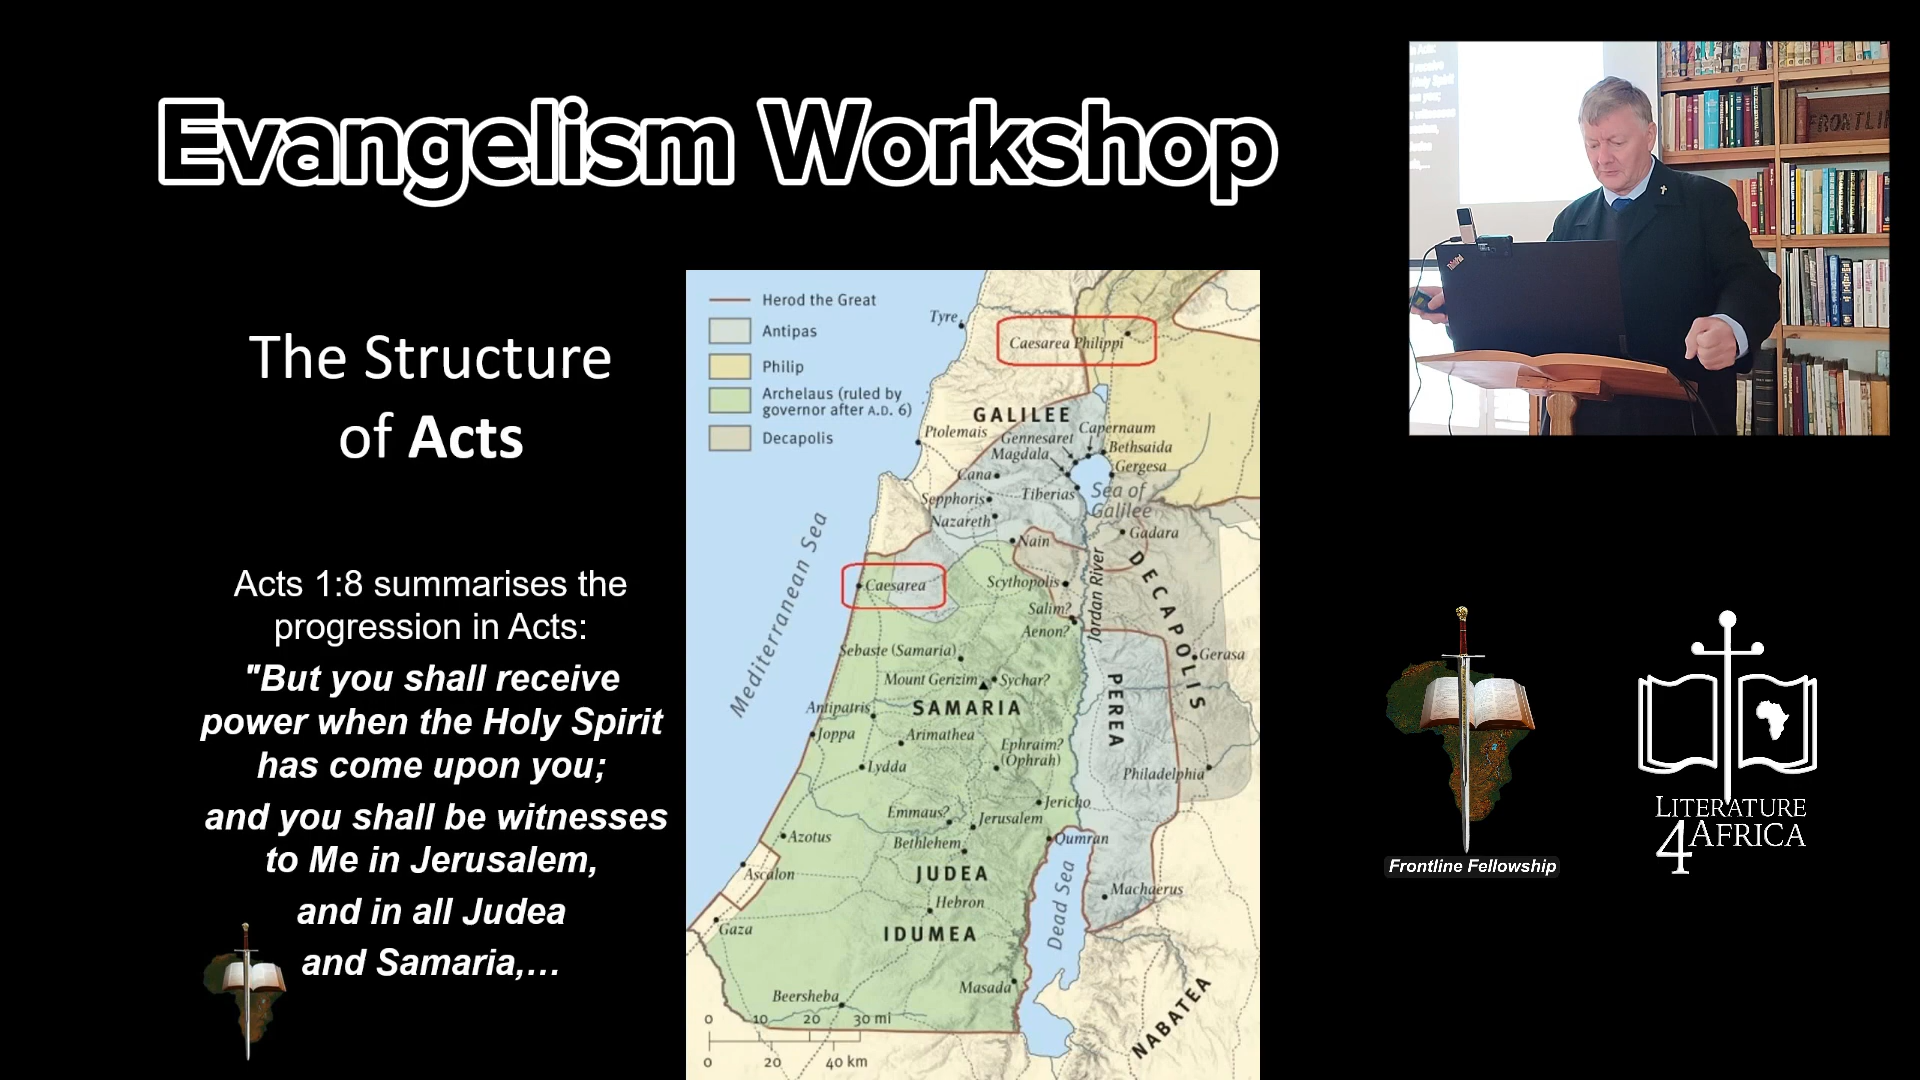 Evangelism Workshop
The Structure
of Acts
Acts 1:8 summarises the
progression in Acts:
"But you shall receive
power when the Holy Spirit
has come upon you;
and you shall be witnesses
to Me in Jerusalem,
and in all Judea
and Samaria,…
Herod the Great
Antipas
Philip
Archelaus (ruled by
governor after A.D. 6)
Decapolis
Tyre
Caesarea Philippi
GALILEE
Ptolemais
Capernaum
Gennesaret
Bethsaida
Magdala
Gergesa
Cana
Tiberias
Sea of
Galilee
Sepphoris
Nazareth
Gadara
Nain
Mediterranean Sea
Jordan River
DECAPOLIS
Caesarea
Scythopolis
Salim?
Aenon?
Sebaste (Samaria)
Gerasa
Mount Gerizim
Sychar?
Antipatris
SAMARIA
PEREA
Joppa
Arimathea
Ephraim?
(Ophrah)
Lydda
Philadelphia
Jericho
Emmaus?
Jerusalem
Azotus
Bethlehem
Qumran
Ascalon
JUDEA
Dead Sea
Machaerus
Hebron
Gaza
IDUMEA
Masada
Beersheba
NABATEA
0 10 20 30 mi
0 20 40 km
ThinkPad
FRONTLI
Frontline Fellowship
LITERATURE
4AFRICA